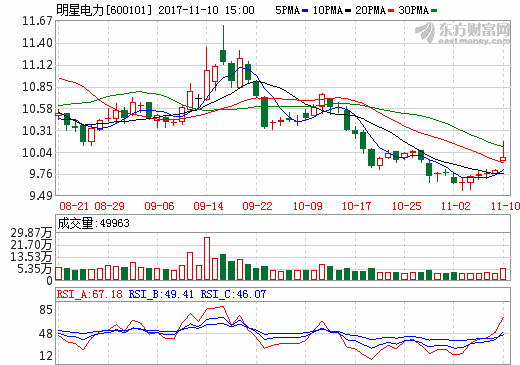 明星电力[600101] 2017-11-10 15:00 5PMA 10PMA 20PMA 30PMA
东方财富网
eastmoney.com
11.67
11.40
11.12
10.85
10.58
10.31
10.04
9.76
9.49
08-21 08-29 09-06 09-14 09-22 10-09 10-17 10-25 11-02 11-10
成交量:49963
29.87万
21.70万
13.53万
5.35万
0
RSI_A:67.18 RSI_B:49.41 RSI_C:46.07
85
48
12